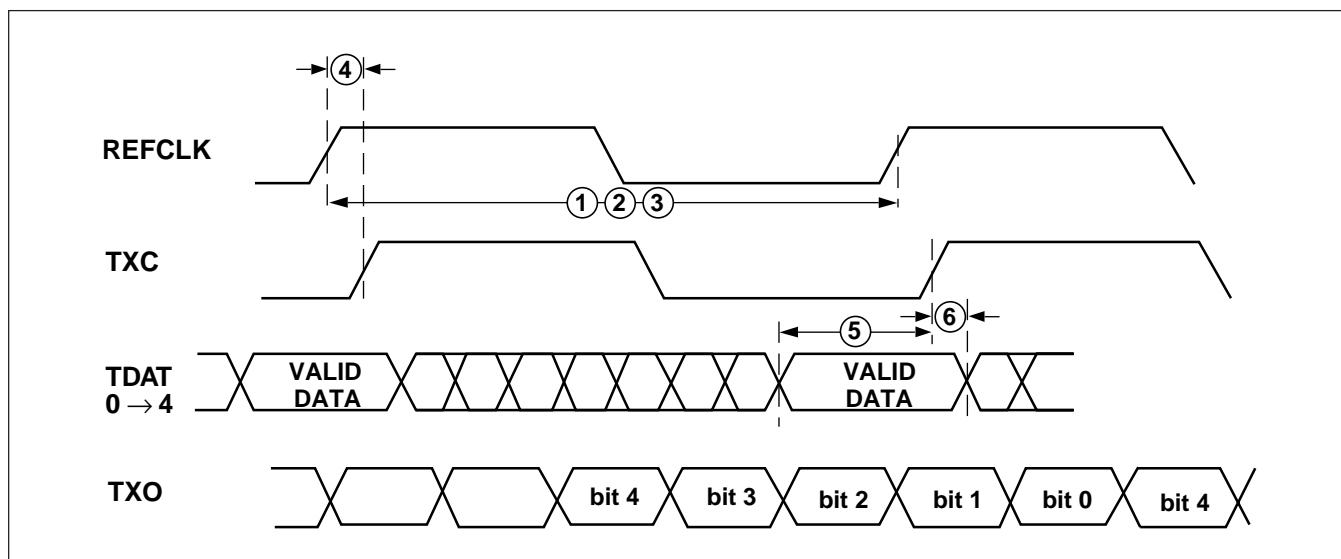 4
REFCLK
1 2 3
TXC
6
5
TDAT
0 → 4
VALID
DATA
VALID
DATA
TXO
bit 4
bit 3
bit 2
bit 1
bit 0
bit 4